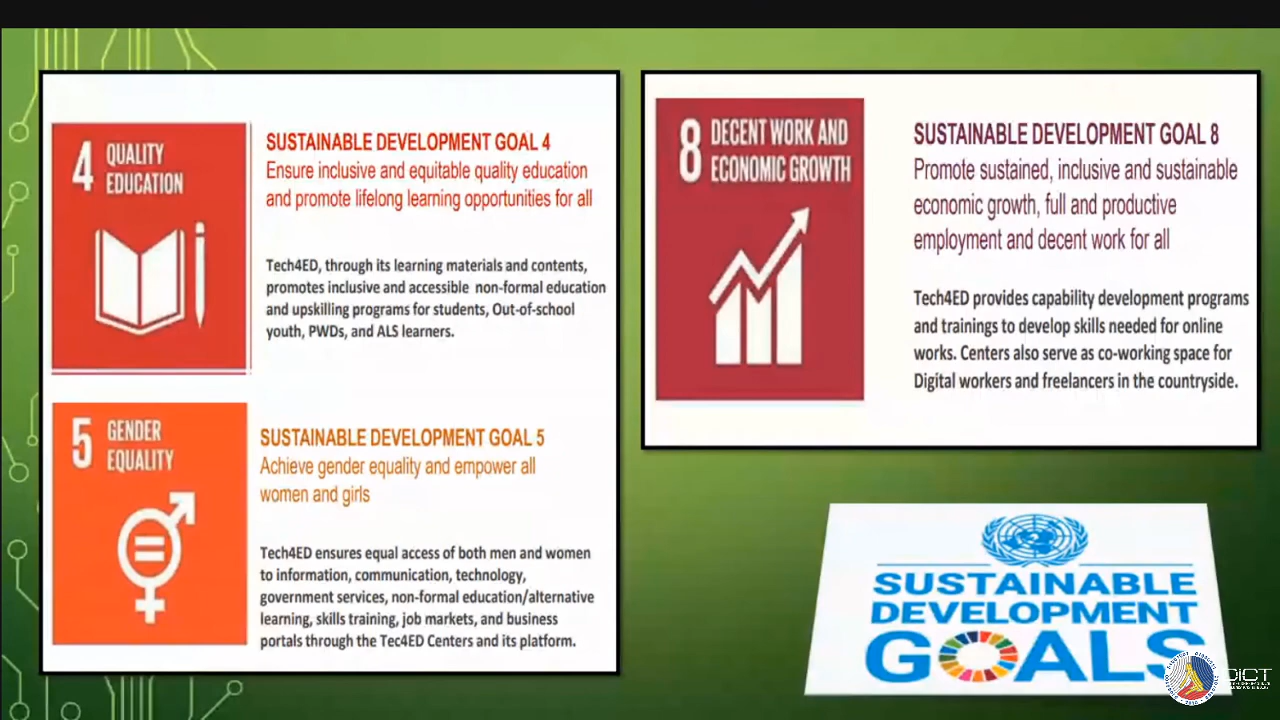 4 QUALITY
EDUCATION
SUSTAINABLE DEVELOPMENT GOAL 4
Ensure inclusive and equitable quality education
and promote lifelong learning opportunities for all
Tech4ED, through its learning materials and contents,
promotes inclusive and accessible non-formal education
and upskilling programs for students, Out-of-school
youth, PWDs, and ALS learners.
5 GENDER
EQUALITY
SUSTAINABLE DEVELOPMENT GOAL 5
Achieve gender equality and empower all
women and girls
Tech4ED ensures equal access of both men and women
to information, communication, technology,
government services, non-formal education/alternative
learning, skills training, job markets, and business
portals through the Tec4ED Centers and its platform.
8 DECENT WORK AND
ECONOMIC GROWTH
SUSTAINABLE DEVELOPMENT GOAL 8
Promote sustained, inclusive and sustainable
economic growth, full and productive
employment and decent work for all
Tech4ED provides capability development programs
and trainings to develop skills needed for online
works. Centers also serve as co-working space for
Digital workers and freelancers in the countryside.
SUSTAINABLE
DEVELOPMENT
GOALS
DICT